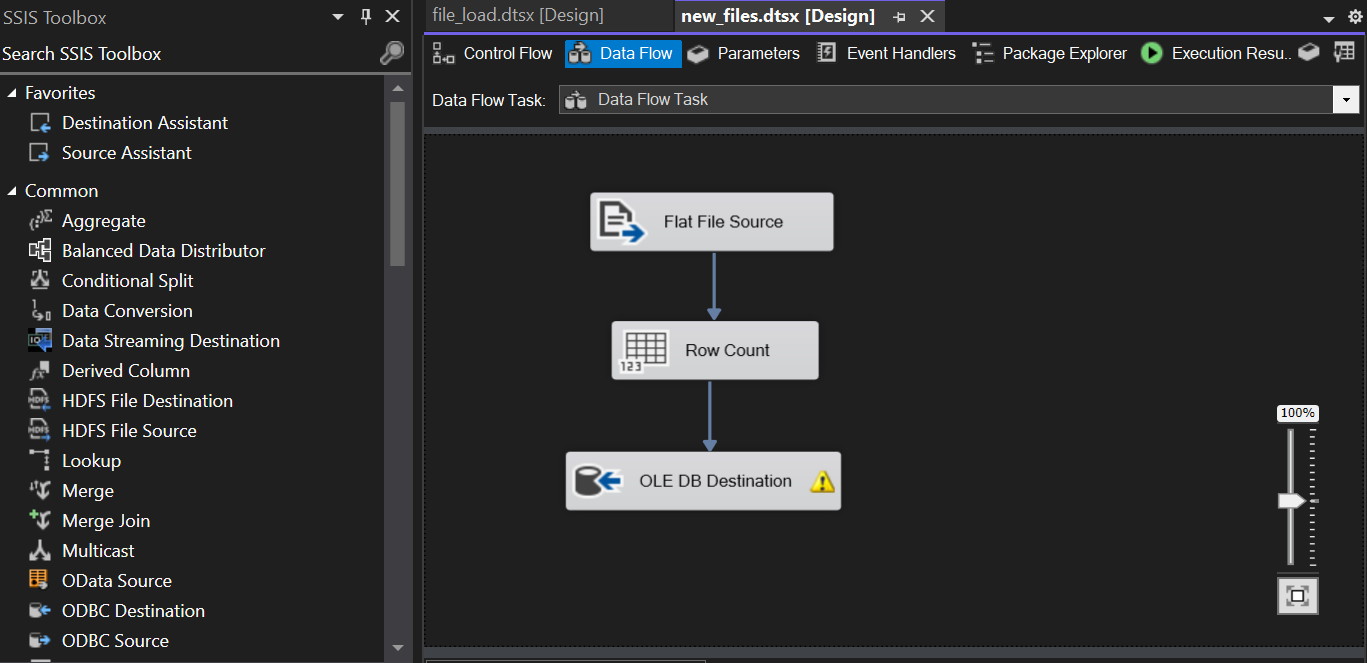 SSIS Toolbox
Search SSIS Toolbox
Favorites
Destination Assistant
Source Assistant
Common
Aggregate
Balanced Data Distributor
Conditional Split
Data Conversion
Data Streaming Destination
Derived Column
HDFS File Destination
HDFS File Source
Lookup
Merge
Merge Join
Multicast
OData Source
ODBC Destination
ODBC Source
file_load.dtsx [Design]
new_files.dtsx [Design]
Control Flow
Data Flow
Parameters
Event Handlers
Package Explorer
Execution Resu..
Data Flow Task:
Data Flow Task
Flat File Source
123
Row Count
OLE DB Destination
100%